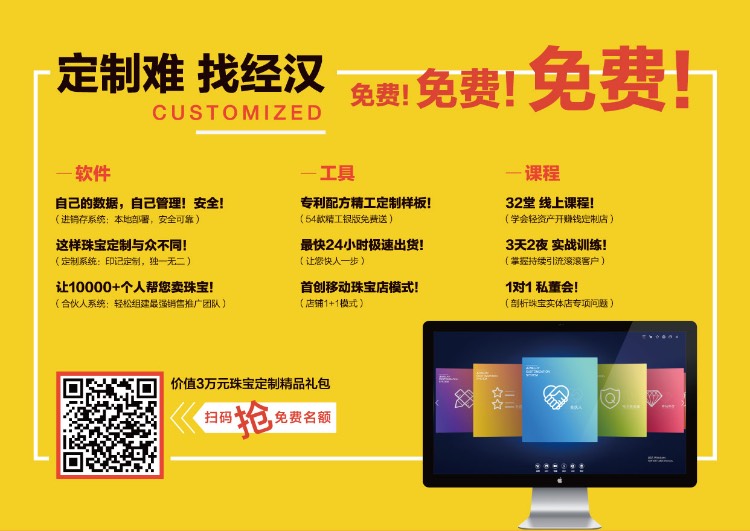 定制难 找经汉
CUSTOMIZED
免费! 免费! 免费!
软件
自己的数据，自己管理！安全！
（进销存系统：本地部署，安全可靠）
这样珠宝定制与众不同！
（定制系统：印记定制，独一无二）
让10000+个人帮您卖珠宝！
（合伙人系统：轻松组建最强销售推广团队）
工具
专利配方精工定制样板！
（54款精工银版免费送）
最快24小时极速出货！
（让您快人一步）
首创移动珠宝店模式！
（店铺1+1模式）
课程
32堂 线上课程！
（学会轻资产开赚钱定制店）
3天2夜 实战训练！
（掌握持续引流滚滚客户）
1对1 私董会！
（剖析珠宝实体店专项问题）
价值3万元珠宝定制精品礼包
扫码 抢 免费名额